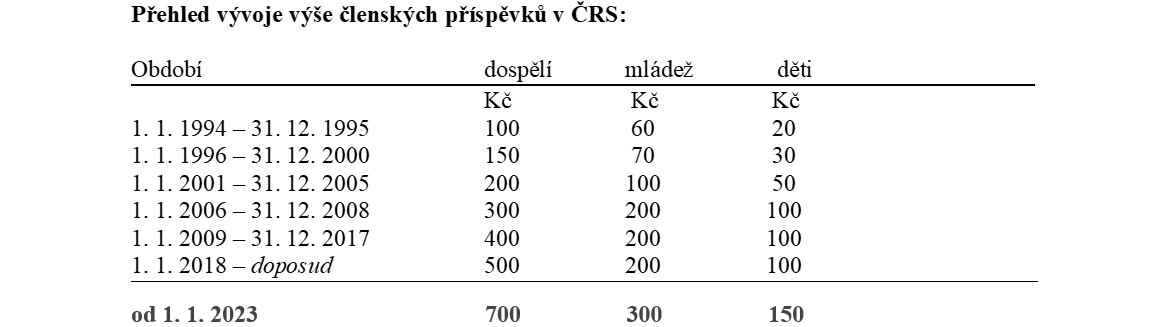 Přehled vývoje výše členských příspěvků v ČRS:
Období dospělí mládež děti
Kč Kč Kč
1. 1. 1994 – 31. 12. 1995 100 60 20
1. 1. 1996 – 31. 12. 2000 150 70 30
1. 1. 2001 – 31. 12. 2005 200 100 50
1. 1. 2006 – 31. 12. 2008 300 200 100
1. 1. 2009 – 31. 12. 2017 400 200 100
1. 1. 2018 – doposud 500 200 100
od 1. 1. 2023 700 300 150